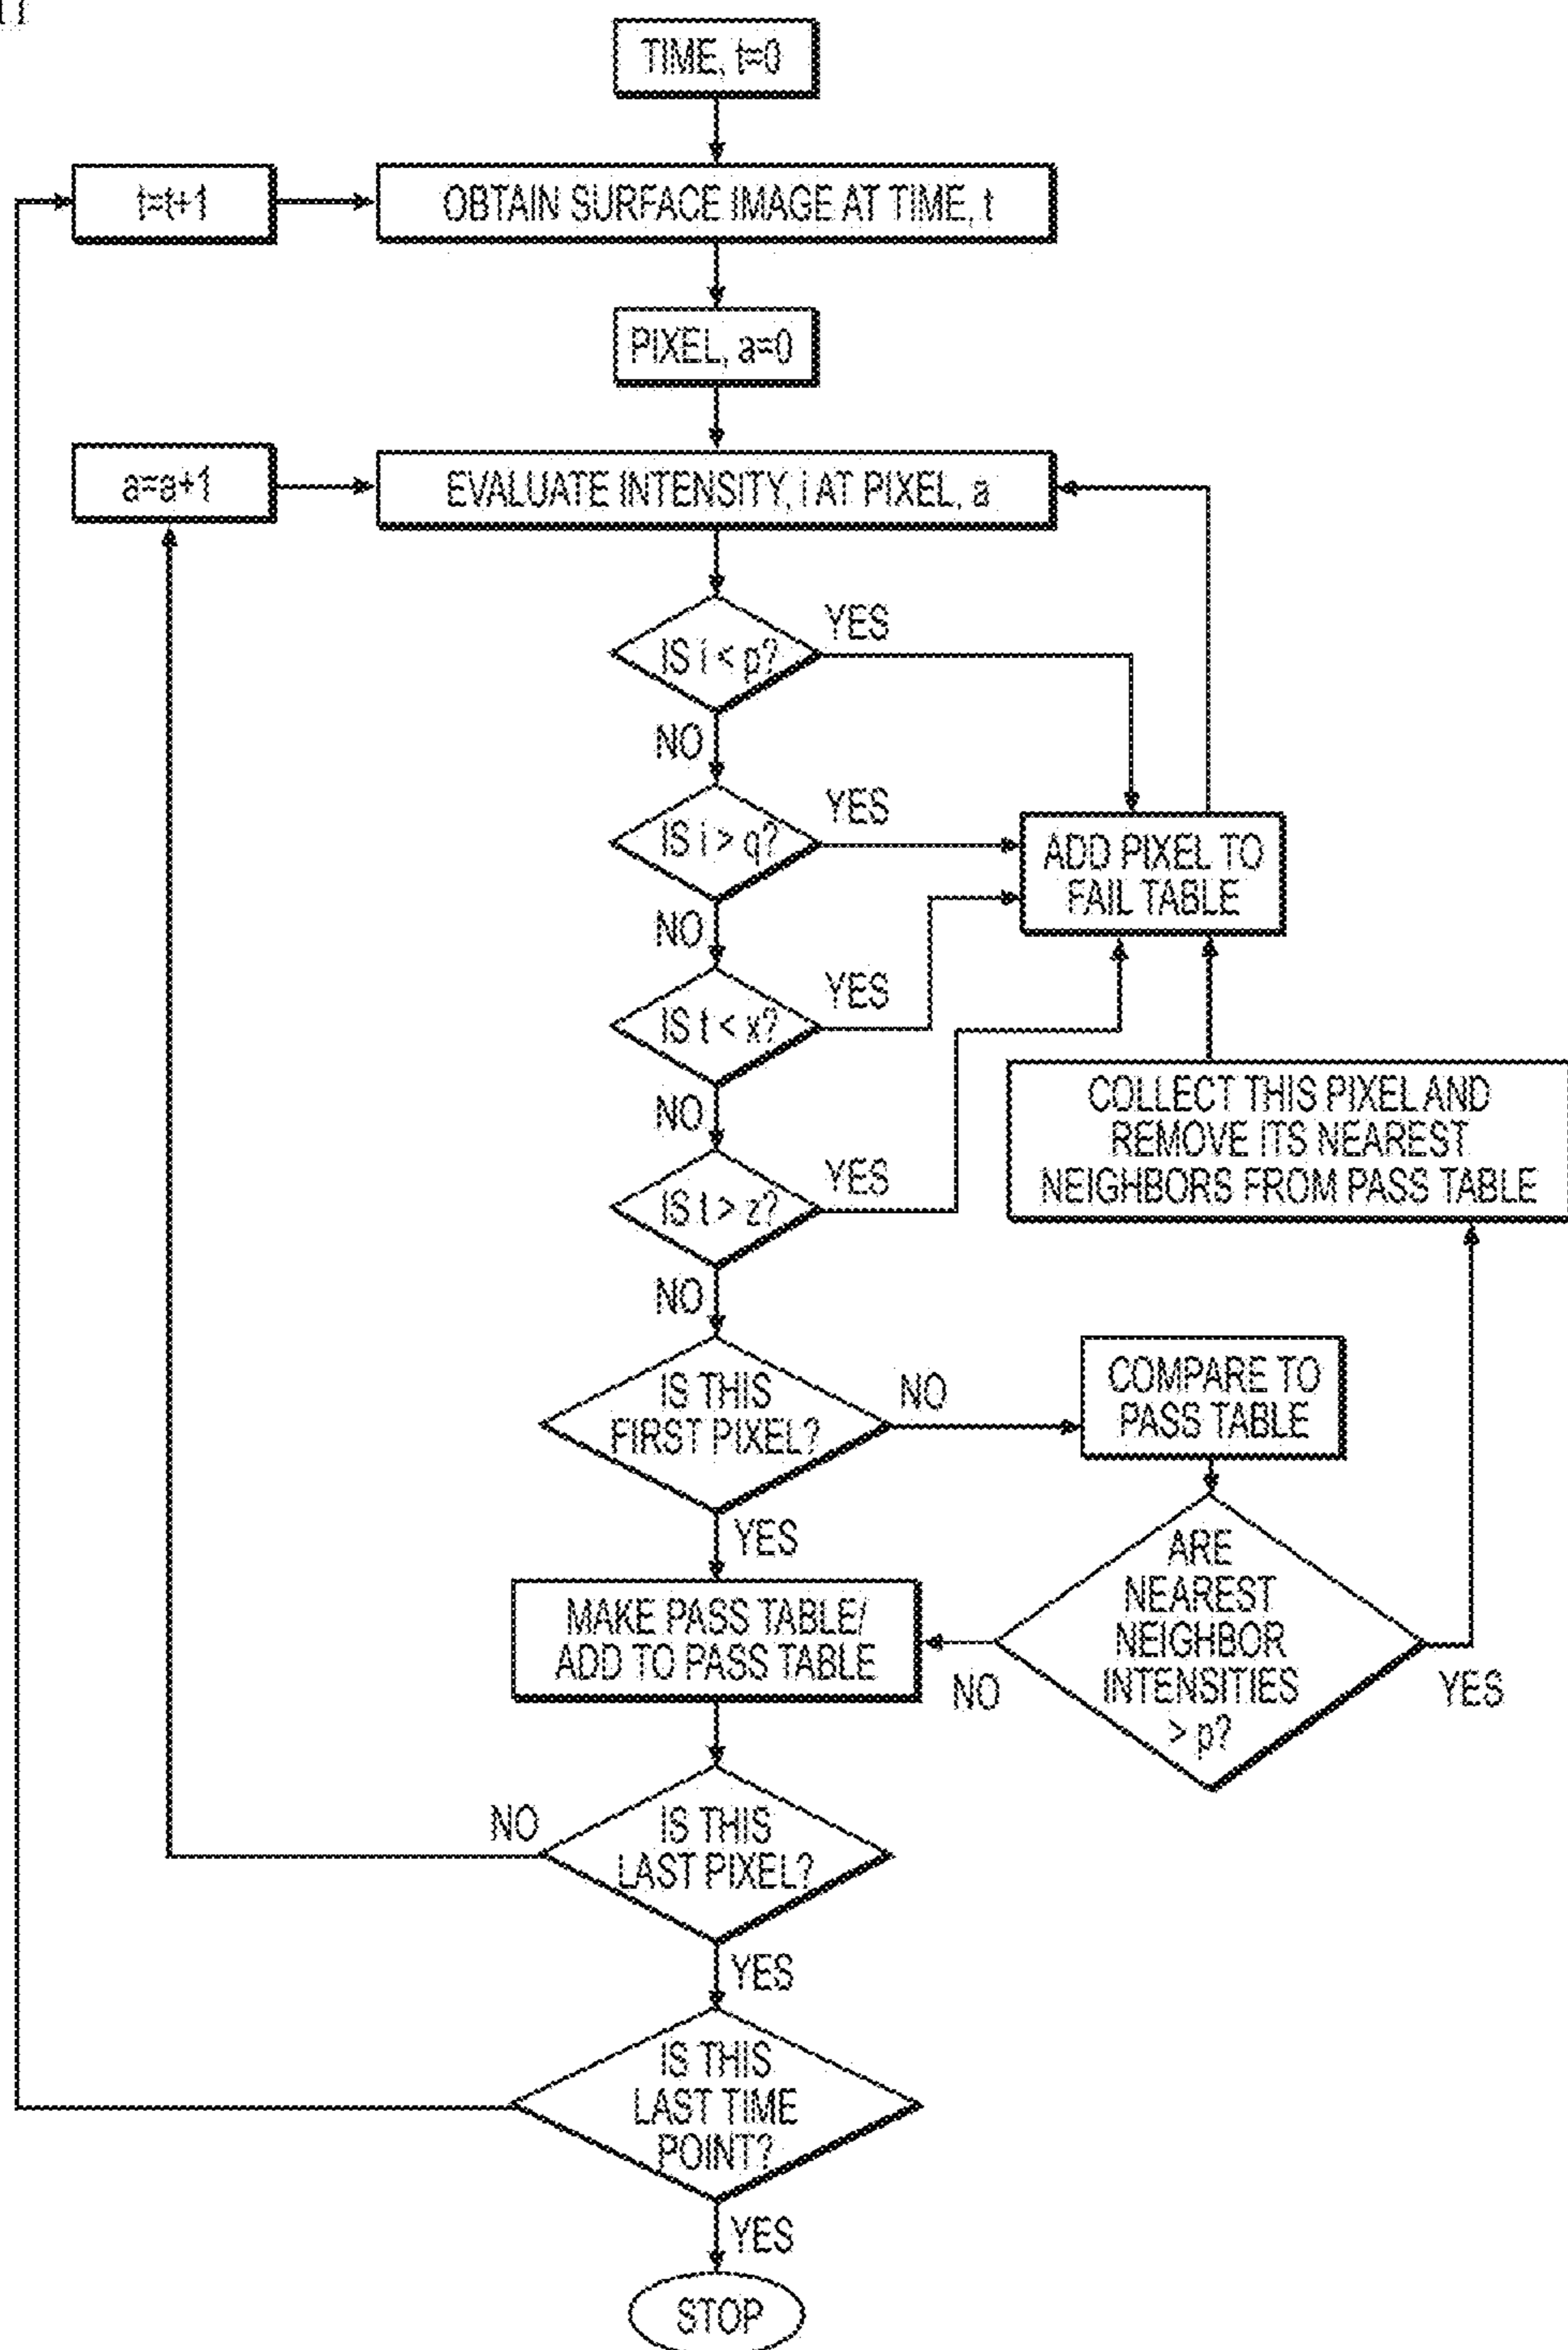 TIME, t=0
t=t+1
OBTAIN SURFACE IMAGE AT TIME, t
PIXEL, a=0
a=a+1
EVALUATE INTENSITY, i AT PIXEL, a
IS i < p?
YES
NO
IS i > q?
YES
ADD PIXEL TO
FAIL TABLE
NO
IS t < x?
YES
NO
COLLECT THIS PIXEL AND
REMOVE ITS NEAREST
NEIGHBORS FROM PASS TABLE
IS t > z?
YES
NO
IS THIS
FIRST PIXEL?
NO
COMPARE TO
PASS TABLE
YES
ARE
NEAREST
NEIGHBOR
INTENSITIES
> p?
MAKE PASS TABLE/
ADD TO PASS TABLE
NO
YES
NO
IS THIS
LAST PIXEL?
YES
IS THIS
LAST TIME
POINT?
YES
STOP